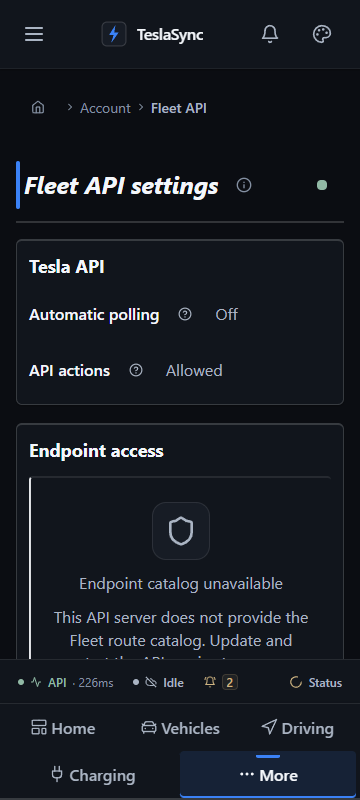 TeslaSync
Account
Fleet API
Fleet API settings
Tesla API
Automatic polling
Off
API actions
Allowed
Endpoint access
Endpoint catalog unavailable
This API server does not provide the
Fleet route catalog. Update and
API · 226ms
Idle
2
Status
Home
Vehicles
Driving
Charging
More